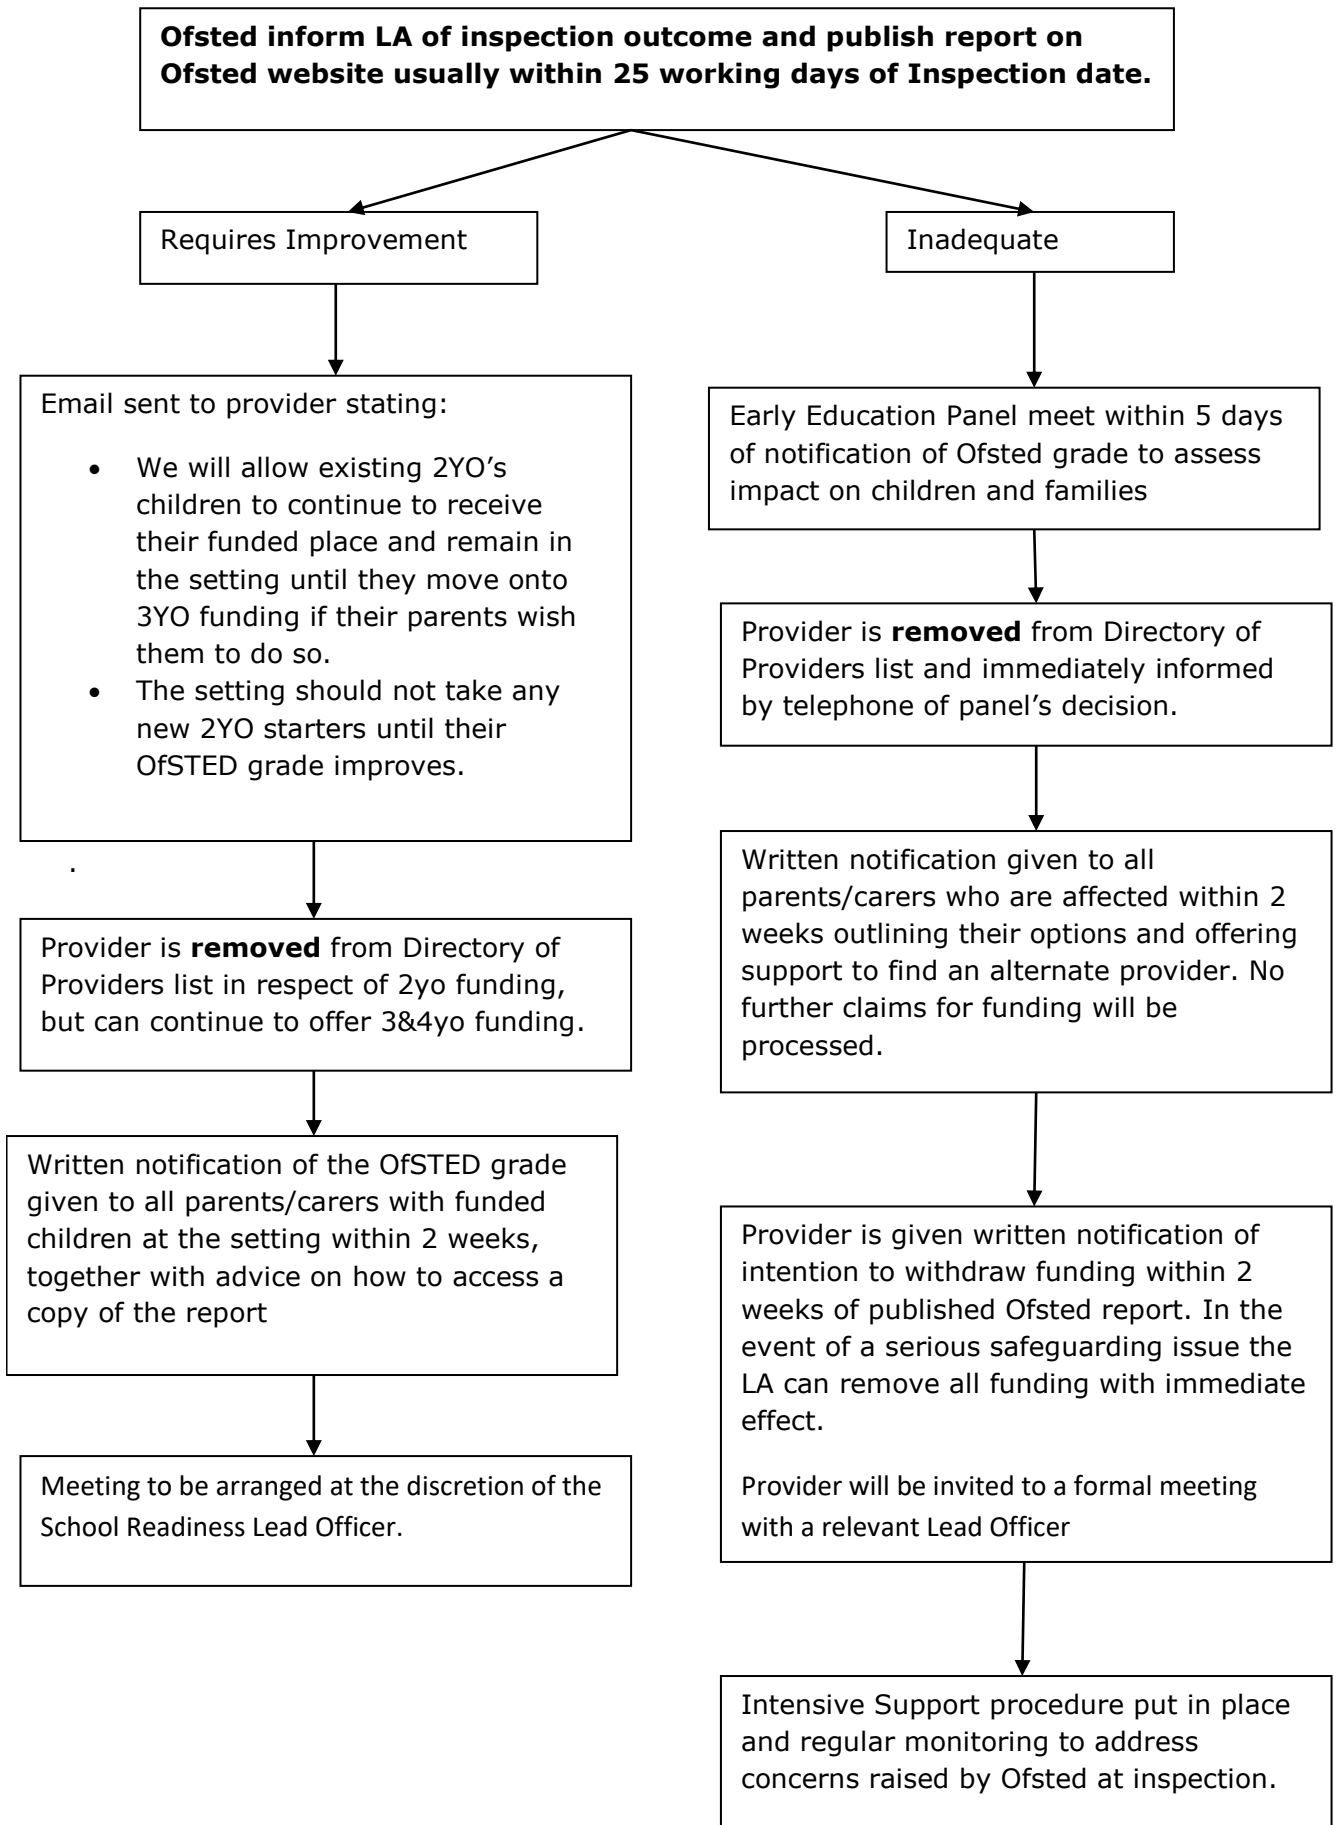 Ofsted inform LA of inspection outcome and publish report on
Ofsted website usually within 25 working days of Inspection date.
Requires Improvement
Email sent to provider stating:
• We will allow existing 2YO's
children to continue to receive
their funded place and remain in
the setting until they move onto
3YO funding if their parents wish
them to do so.
• The setting should not take any
new 2YO starters until their
OfSTED grade improves.
.
Provider is removed from Directory of
Providers list in respect of 2yo funding,
but can continue to offer 3&4yo funding.
Written notification of the OfSTED grade
given to all parents/carers with funded
children at the setting within 2 weeks,
together with advice on how to access a
copy of the report
Meeting to be arranged at the discretion of the
School Readiness Lead Officer.
Inadequate
Early Education Panel meet within 5 days
of notification of Ofsted grade to assess
impact on children and families
Provider is removed from Directory of
Providers list and immediately informed
by telephone of panel's decision.
Written notification given to all
parents/carers who are affected within 2
weeks outlining their options and offering
support to find an alternate provider. No
further claims for funding will be
processed.
Provider is given written notification of
intention to withdraw funding within 2
weeks of published Ofsted report. In the
event of a serious safeguarding issue the
LA can remove all funding with immediate
effect.
Provider will be invited to a formal meeting
with a relevant Lead Officer
Intensive Support procedure put in place
and regular monitoring to address
concerns raised by Ofsted at inspection.